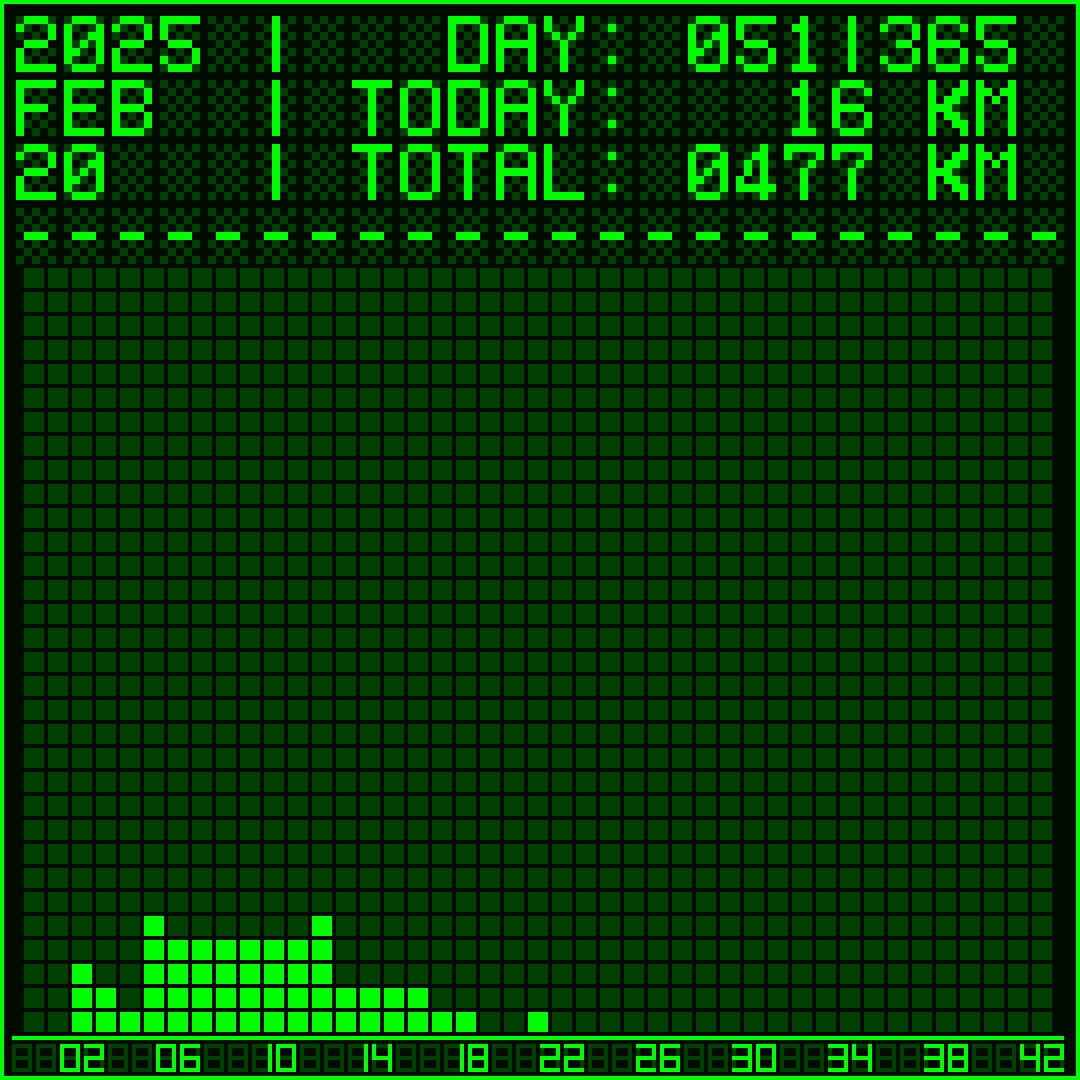 2025 | DAY: 051|365
FEB | TODAY: 16 KM
20 | TOTAL: 0477 KM
- - - - - - - - - - - - - - - - - - - - - -
02 06 10 14 18 22 26 30 34 38 42